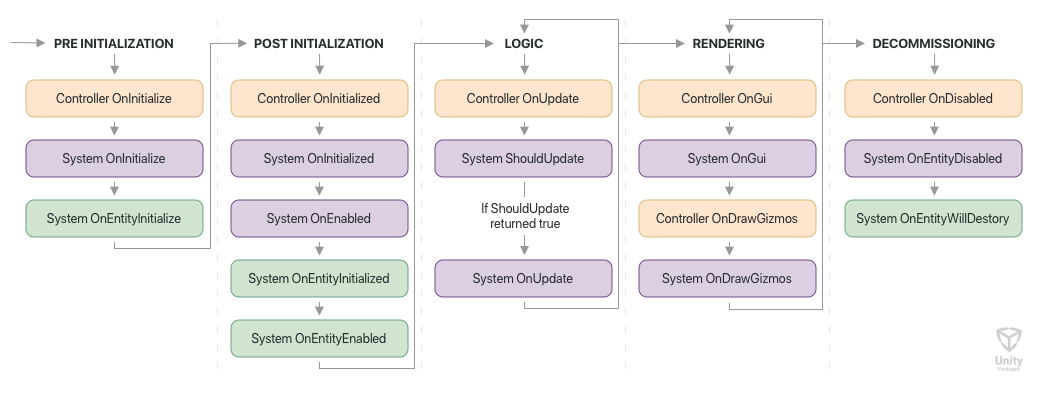 PRE INITIALIZATION
Controller OnInitialize
System OnInitialize
System OnEntityInitialize
POST INITIALIZATION
Controller OnInitialized
System OnInitialized
System OnEnabled
System OnEntityInitialized
System OnEntityEnabled
LOGIC
Controller OnUpdate
System ShouldUpdate
If ShouldUpdate
returned true
System OnUpdate
RENDERING
Controller OnGui
System OnGui
Controller OnDrawGizmos
System OnDrawGizmos
DECOMMISSIONING
Controller OnDisabled
System OnEntityDisabled
System OnEntityWillDestory
Unity
Packages